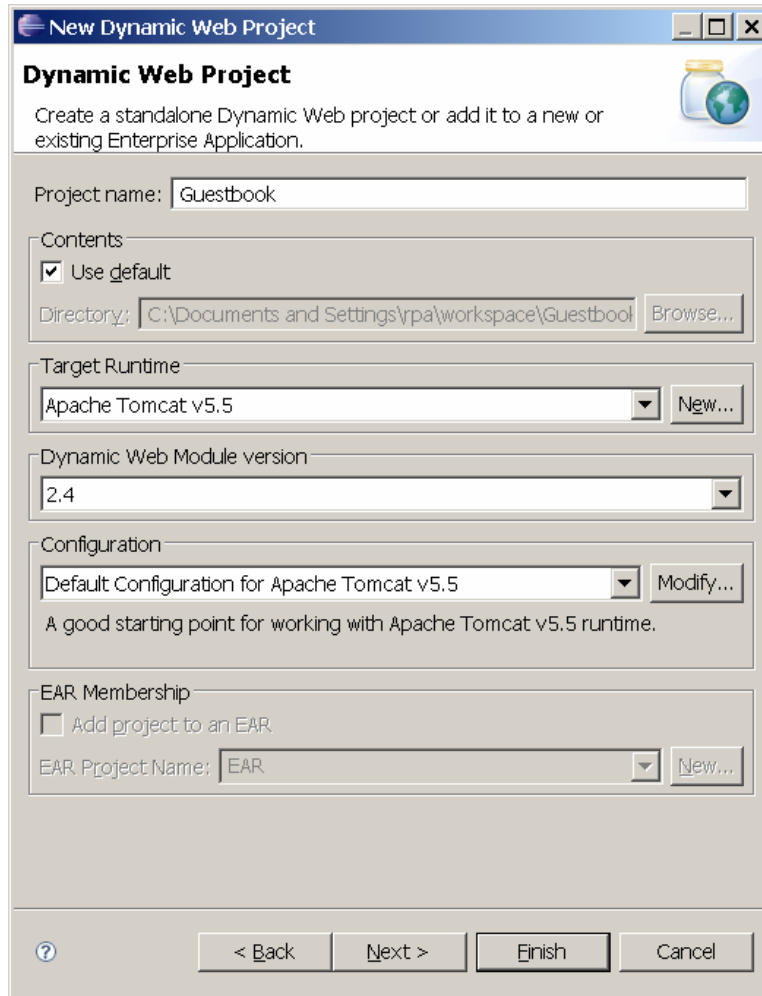 New Dynamic Web Project
Dynamic Web Project
Create a standalone Dynamic Web project or add it to a new or
existing Enterprise Application.
Project name: Guestbook
Contents
Use default
Directory: C:\Documents and Settings\rpa\workspace\Guestbook Browse...
Target Runtime
Apache Tomcat v5.5 New...
Dynamic Web Module version
2.4
Configuration
Default Configuration for Apache Tomcat v5.5 Modify...
A good starting point for working with Apache Tomcat v5.5 runtime.
EAR Membership
Add project to an EAR
EAR Project Name: EAR New...
? < Back Next > Finish Cancel